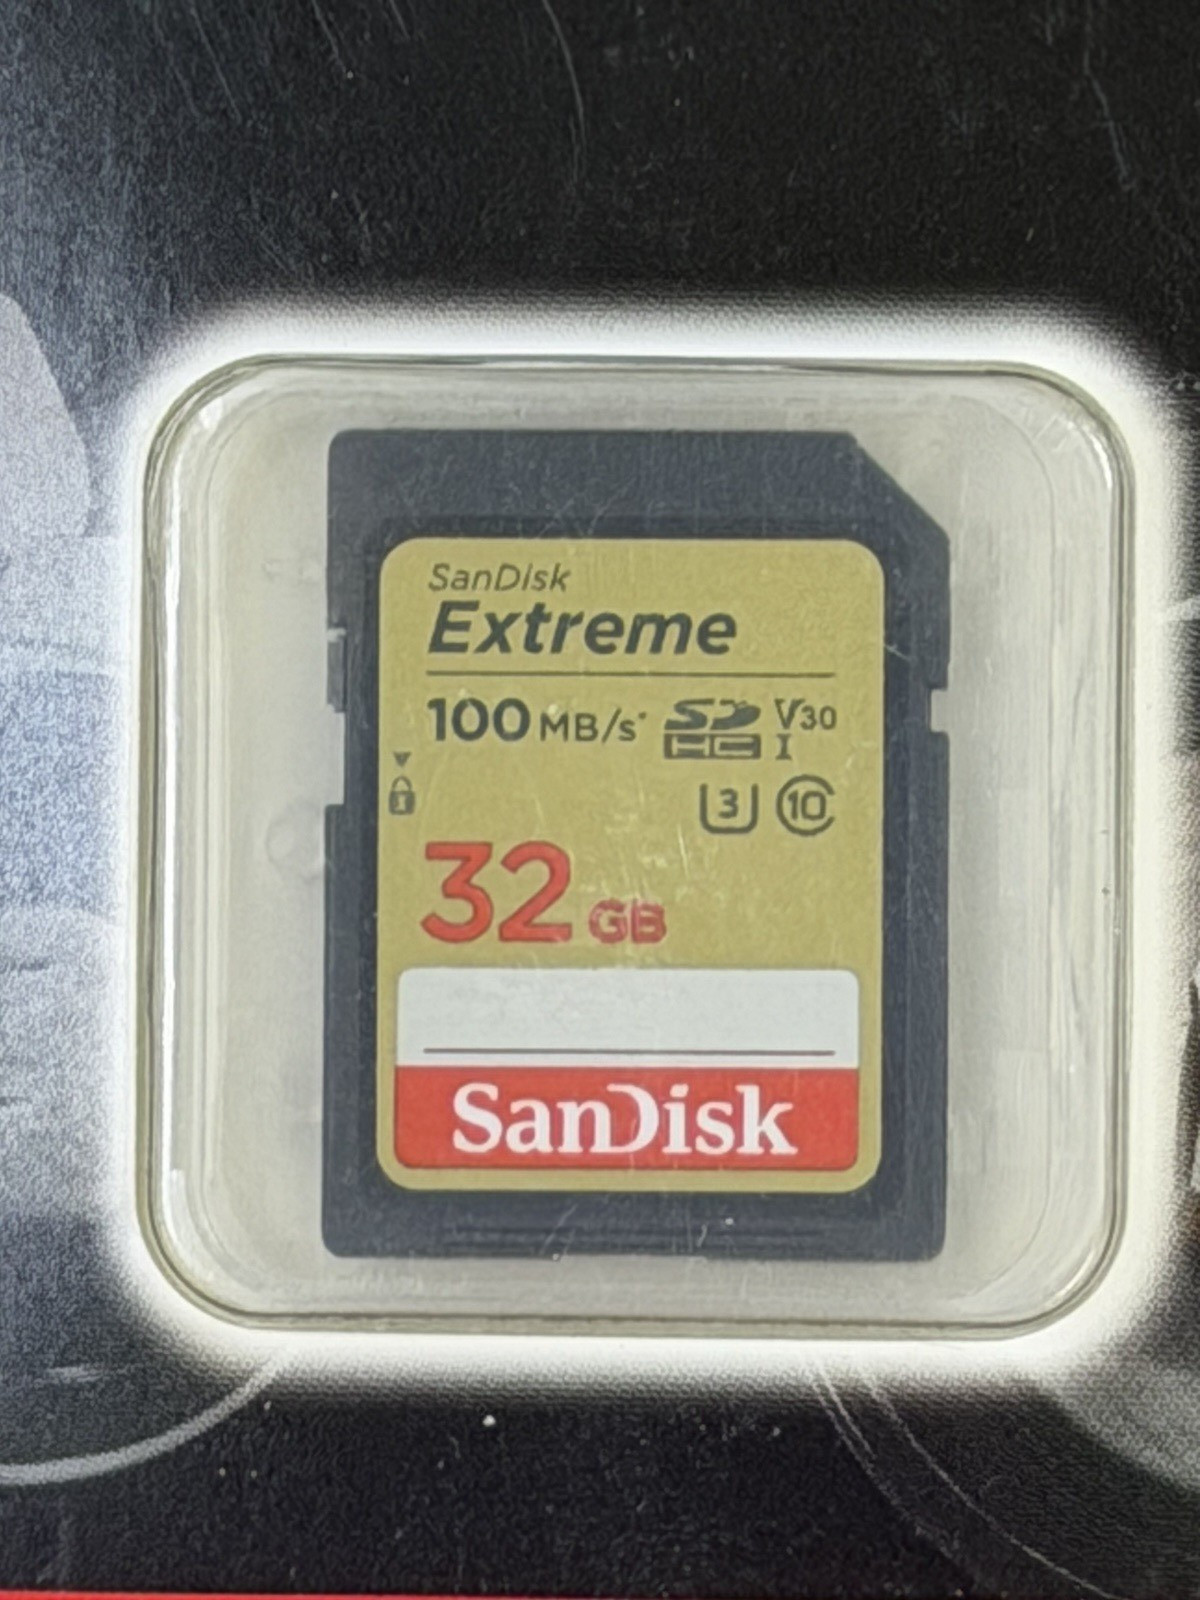 SanDisk
Extreme
100 MB/s* SD HC V30 I
3 10
32 GB
SanDisk